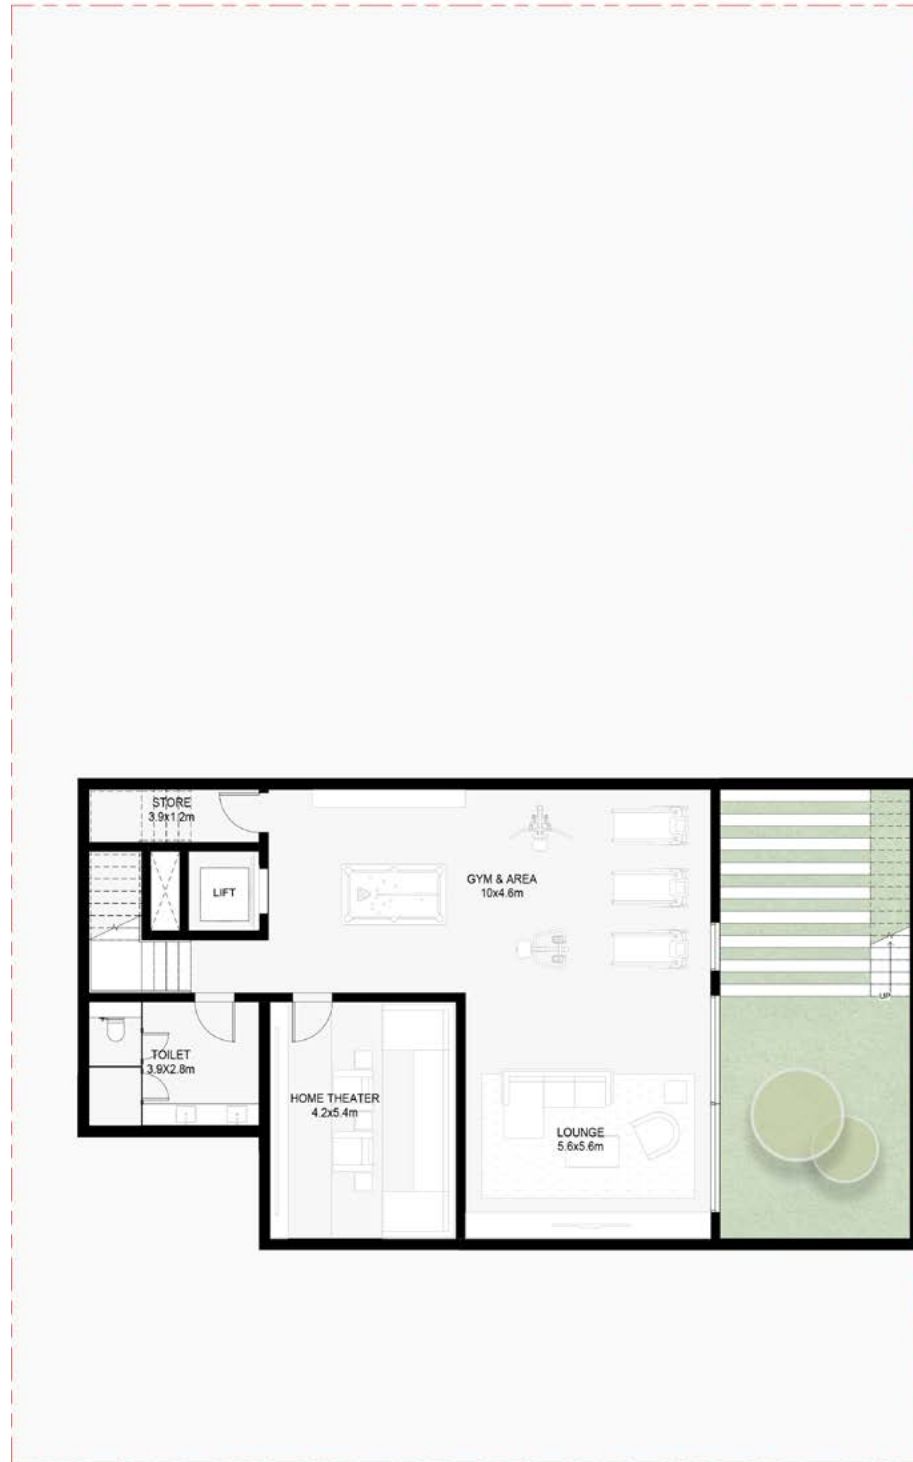 STORE
3.9x1.2m
LIFT
GYM & AREA
10x4.6m
UP
TOILET
3.9X2.8m
HOME THEATER
4.2x5.4m
LOUNGE
5.6x5.6m